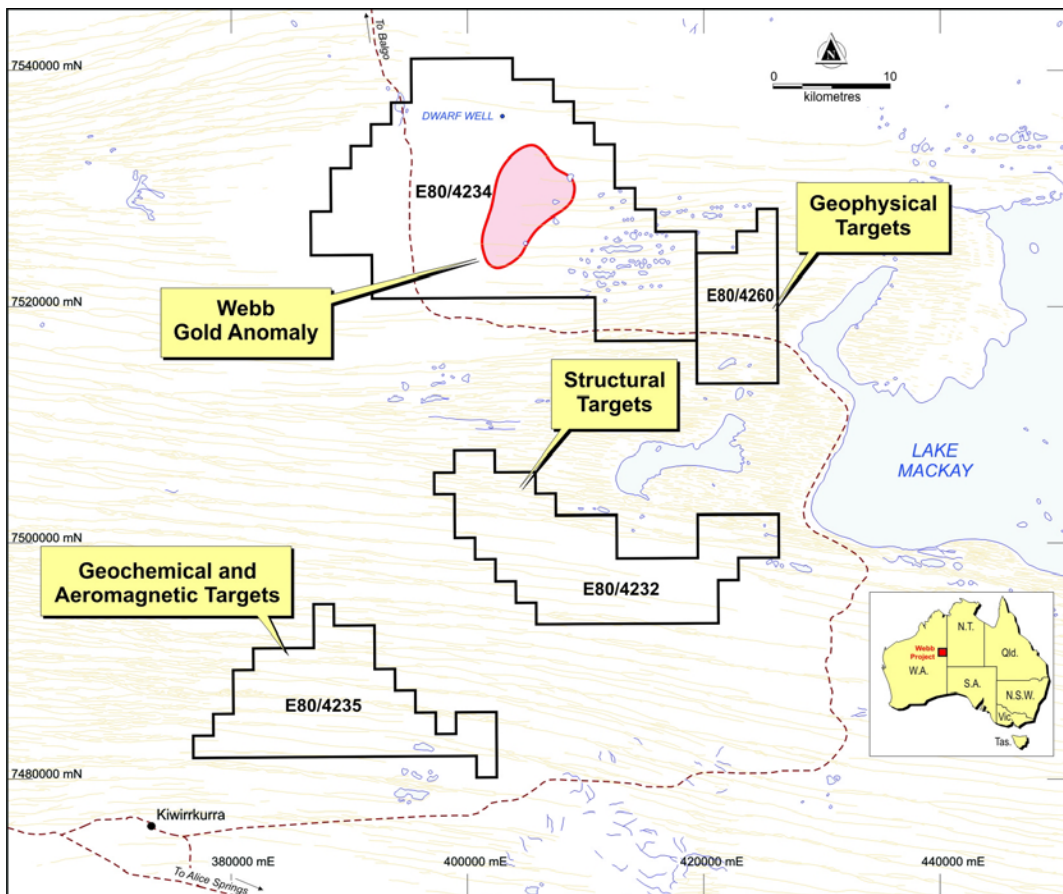 To Balgo
7540000 mN
N
0 10
kilometres
DWARF WELL
E80/4234
Geophysical
Targets
Webb
Gold Anomaly
7520000 mN
E80/4260
Structural
Targets
LAKE
MACKAY
7500000 mN
Geochemical and
Aeromagnetic Targets
E80/4232
E80/4235
N.T.
Webb
Project
Qld.
W.A.
S.A.
N.S.W.
Vic.
Tas.
7480000 mN
Kiwirrkurra
380000 mE
400000 mE
420000 mE
440000 mE
To Alice Springs